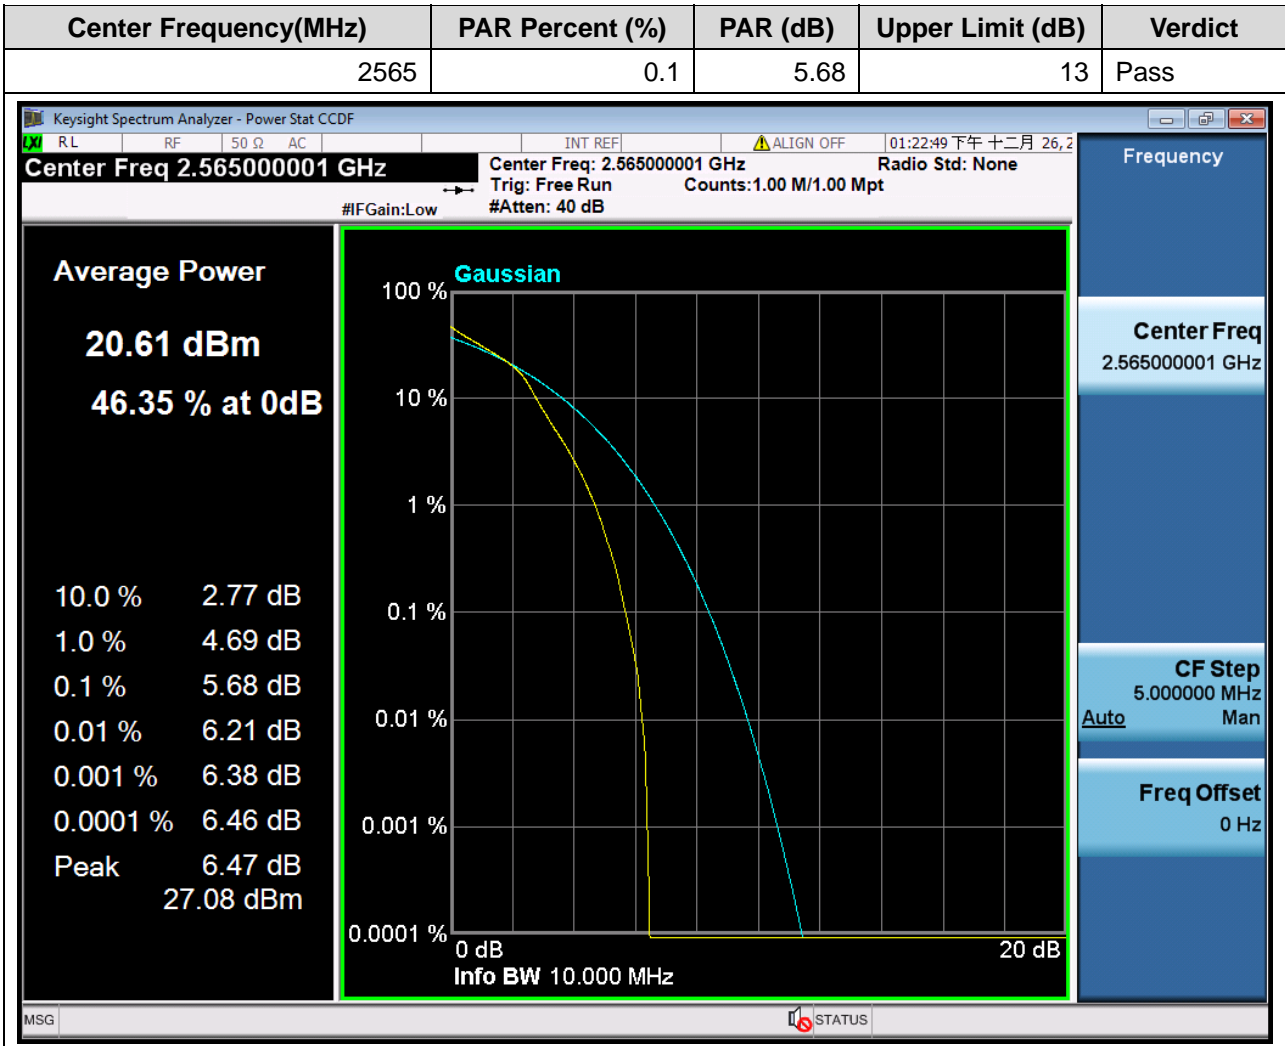 Center Frequency(MHz) PAR Percent (%) PAR (dB) Upper Limit (dB) Verdict
2565 0.1 5.68 13 Pass
Keysight Spectrum Analyzer - Power Stat CCDF
LXI RL RF 50 Ω AC INT REF ALIGN OFF 01:22:49 下午 十二月 26, 2
Center Freq 2.565000001 GHz
Center Freq: 2.565000001 GHz Radio Std: None
Trig: Free Run Counts:1.00 M/1.00 Mpt
#IFGain:Low #Atten: 40 dB
Average Power
20.61 dBm
46.35 % at 0dB
10.0 % 2.77 dB
1.0 % 4.69 dB
0.1 % 5.68 dB
0.01 % 6.21 dB
0.001 % 6.38 dB
0.0001 % 6.46 dB
Peak 6.47 dB
27.08 dBm
Gaussian
100 %
10 %
1 %
0.1 %
0.01 %
0.001 %
0.0001 %
0 dB 20 dB
Info BW 10.000 MHz
Frequency
Center Freq
2.565000001 GHz
CF Step
5.000000 MHz
Auto Man
Freq Offset
0 Hz
MSG STATUS